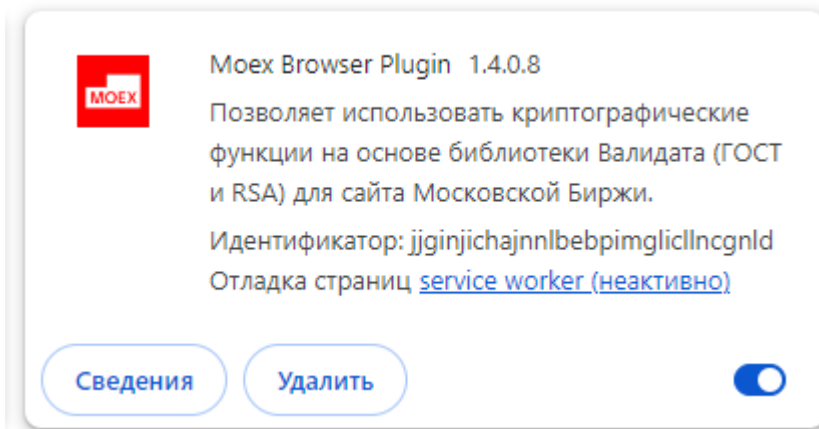 Moex Browser Plugin 1.4.0.8
MOEX
Позволяет использовать криптографические
функции на основе библиотеки Валидата (ГОСТ
и RSA) для сайта Московской Биржи.
Идентификатор: jjginjichajnnlbebpimglicllncgnld
Отладка страниц service worker (неактивно)
Сведения
Удалить